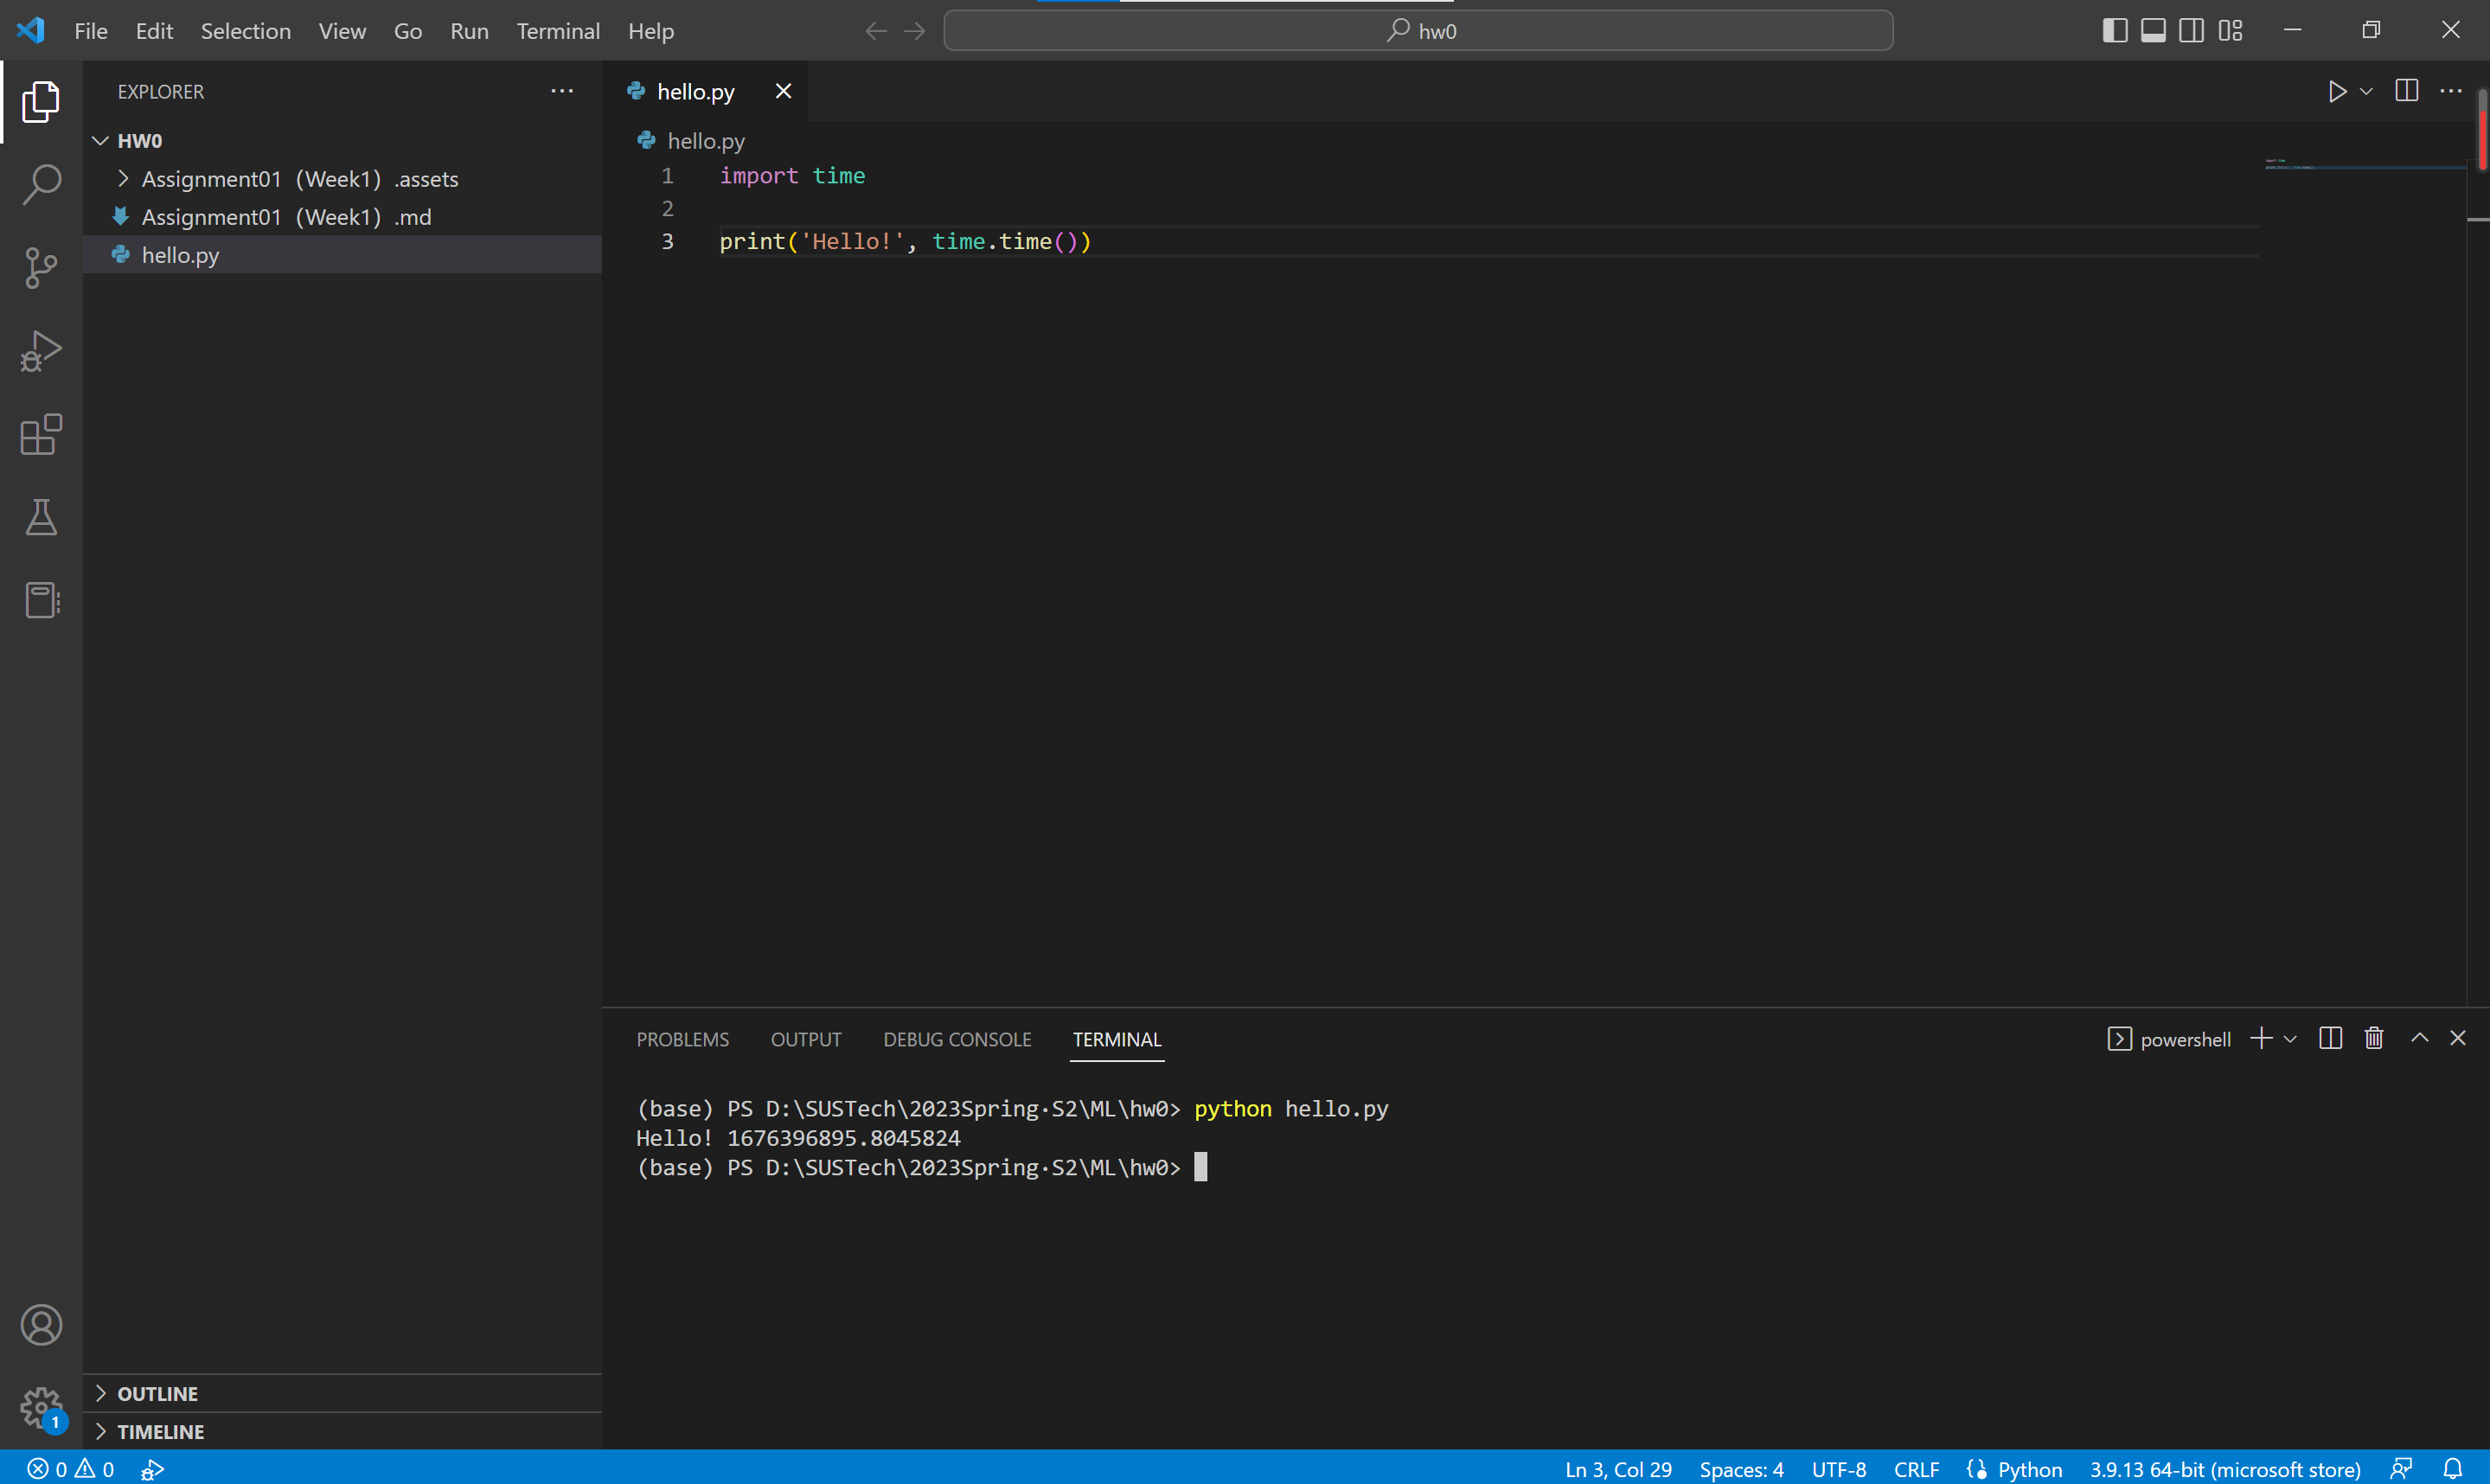 File Edit Selection View Go Run Terminal Help
hw0
EXPLORER
HW0
Assignment01 （Week1）.assets
Assignment01 （Week1）.md
hello.py
hello.py
hello.py
1 import time
2
3 print('Hello!', time.time())
PROBLEMS OUTPUT DEBUG CONSOLE TERMINAL
powershell
(base) PS D:\SUSTech\2023Spring·S2\ML\hw0> python hello.py
Hello! 1676396895.8045824
(base) PS D:\SUSTech\2023Spring·S2\ML\hw0>
1
OUTLINE
TIMELINE
0 0
Ln 3, Col 29 Spaces: 4 UTF-8 CRLF Python 3.9.13 64-bit (microsoft store)